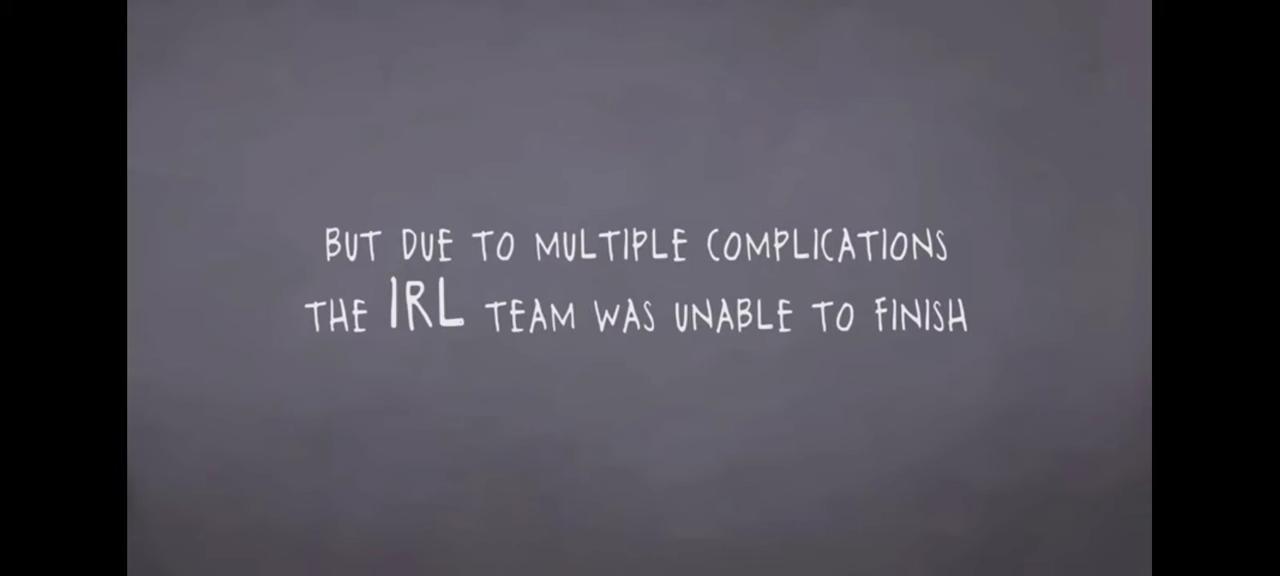 BUT DUE TO MULTIPLE COMPLICATIONS
THE IRL TEAM WAS UNABLE TO FINISH